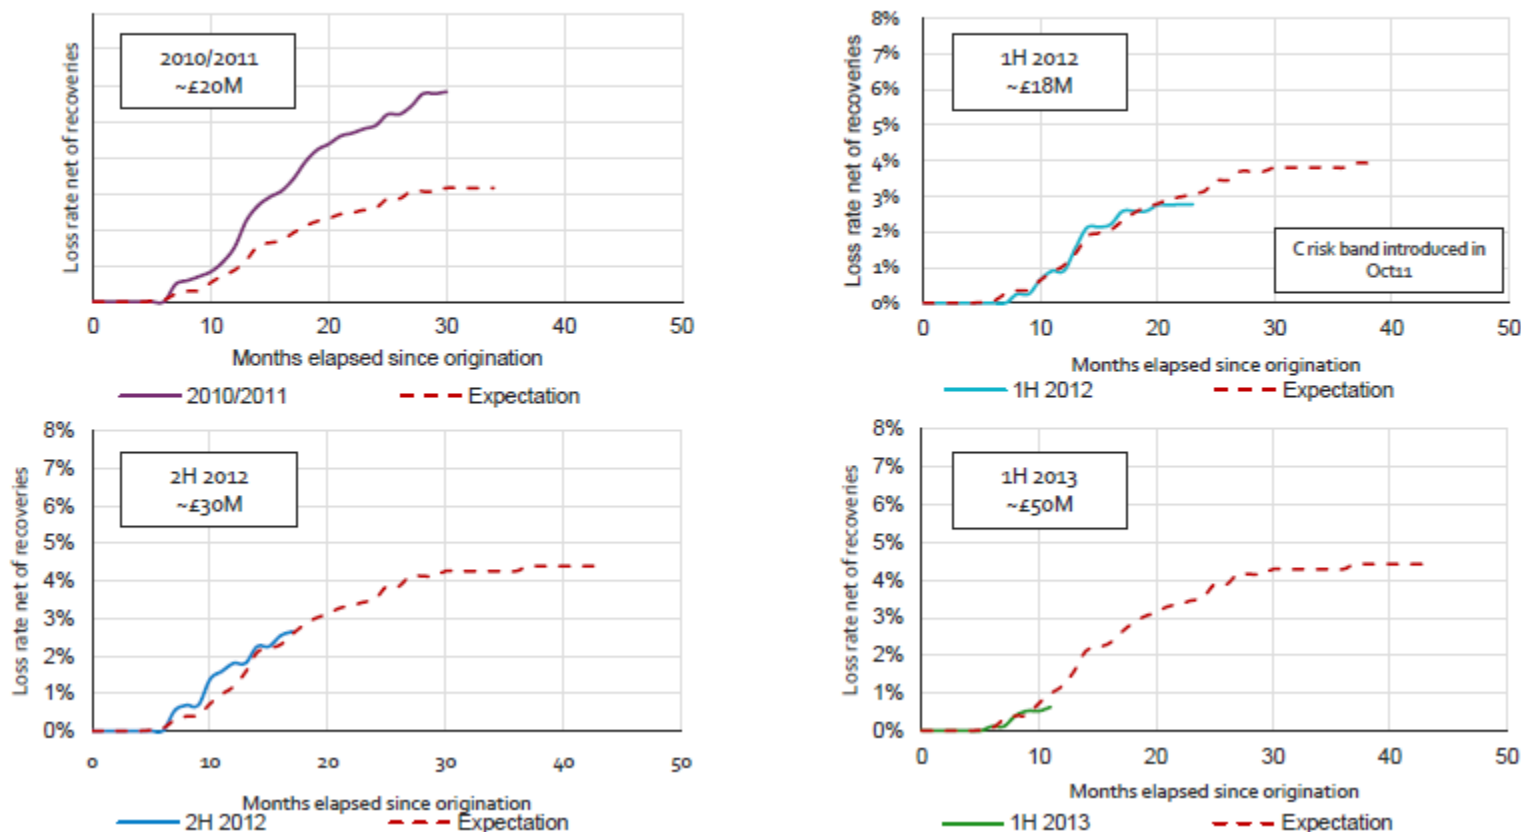 2010/2011
~£20M
Loss rate net of recoveries
0 10 20 30 40 50
Months elapsed since origination
2010/2011 Expectation
8%
7%
6%
5%
4%
3%
2%
1%
0%
1H 2012
~£18M
C risk band introduced in
Oct11
Loss rate net of recoveries
0 10 20 30 40 50
Months elapsed since origination
1H 2012 Expectation
8%
7%
6%
5%
4%
3%
2%
1%
0%
2H 2012
~£30M
Loss rate net of recoveries
0 10 20 30 40 50
Months elapsed since origination
2H 2012 Expectation
8%
7%
6%
5%
4%
3%
2%
1%
0%
1H 2013
~£50M
Loss rate net of recoveries
0 10 20 30 40 50
Months elapsed since origination
1H 2013 Expectation